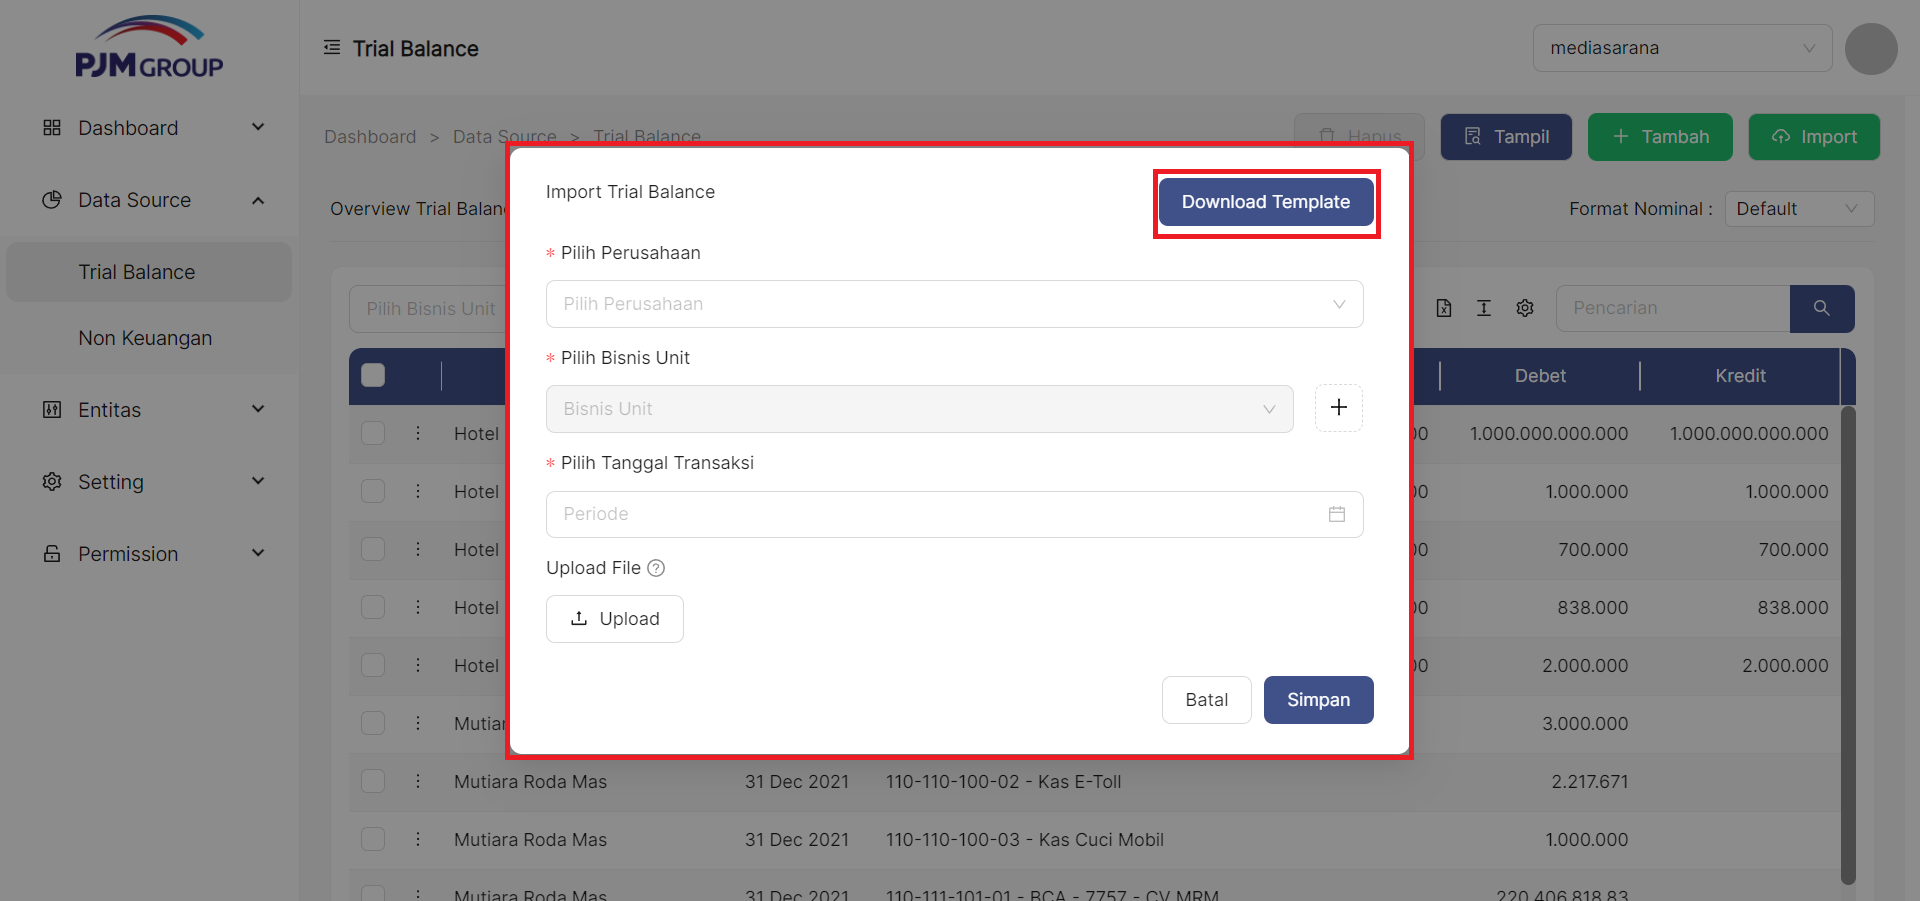 PJM GROUP
Trial Balance
mediasarana
Dashboard
Data Source
Trial Balance
Non Keuangan
Entitas
Setting
Permission
Dashboard > Data Source > Trial Balance
Hapus
Tampil
Tambah
Import
Overview Trial Balan
Format Nominal :
Default
Pilih Bisnis Unit
Pencarian
Import Trial Balance
Download Template
* Pilih Perusahaan
Pilih Perusahaan
* Pilih Bisnis Unit
Bisnis Unit
* Pilih Tanggal Transaksi
Periode
Upload File
Upload
Batal
Simpan
Debet Kredit
Hotel 00 1.000.000.000.000 1.000.000.000.000
Hotel 00 1.000.000 1.000.000
Hotel 00 700.000 700.000
Hotel 00 838.000 838.000
Hotel 00 2.000.000 2.000.000
Mutiar 3.000.000
Mutiara Roda Mas 31 Dec 2021 110-110-100-02 - Kas E-Toll 2.217.671
Mutiara Roda Mas 31 Dec 2021 110-110-100-03 - Kas Cuci Mobil 1.000.000
Mutiara Roda Mas 31 Dec 2021 110-111-101-01 - BCA - 7757 - CV MRM 220.406.818,83